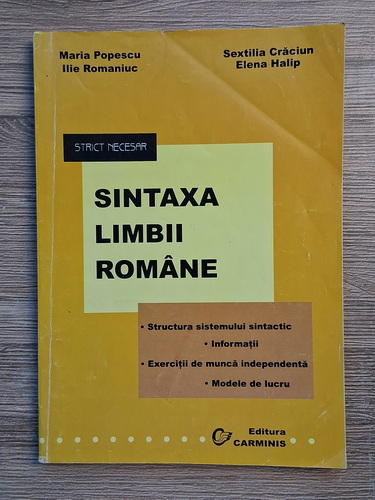 Maria Popescu
Ilie Romaniuc
Sextilia Crăciun
Elena Halip
STRICT NECESAR
SINTAXA
LIMBII
ROMÂNE
• Structura sistemului sintactic
• Informații
• Exerciții de muncă independentă
• Modele de lucru
Editura
CARMINIS